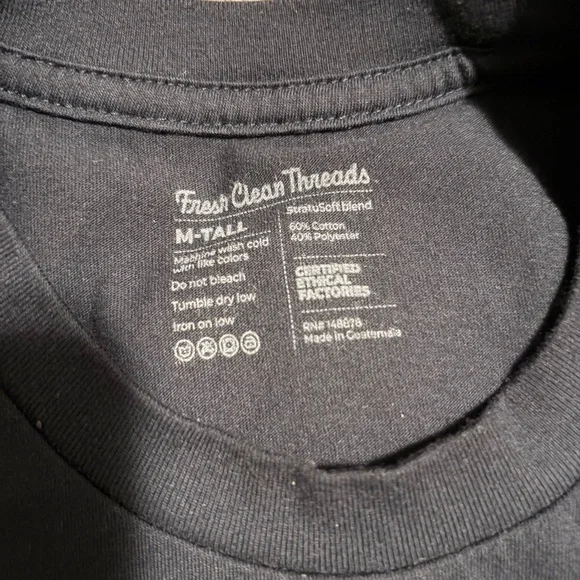 Fresh Clean Threads
M-TALL
Machine wash cold
with like colors
Do not bleach
Tumble dry low
Iron on low
stratuSoft blend
60% Cotton
40% Polyester
CERTIFIED
ETHICAL
FACTORIES
RN# 148878
Made in Guatemala